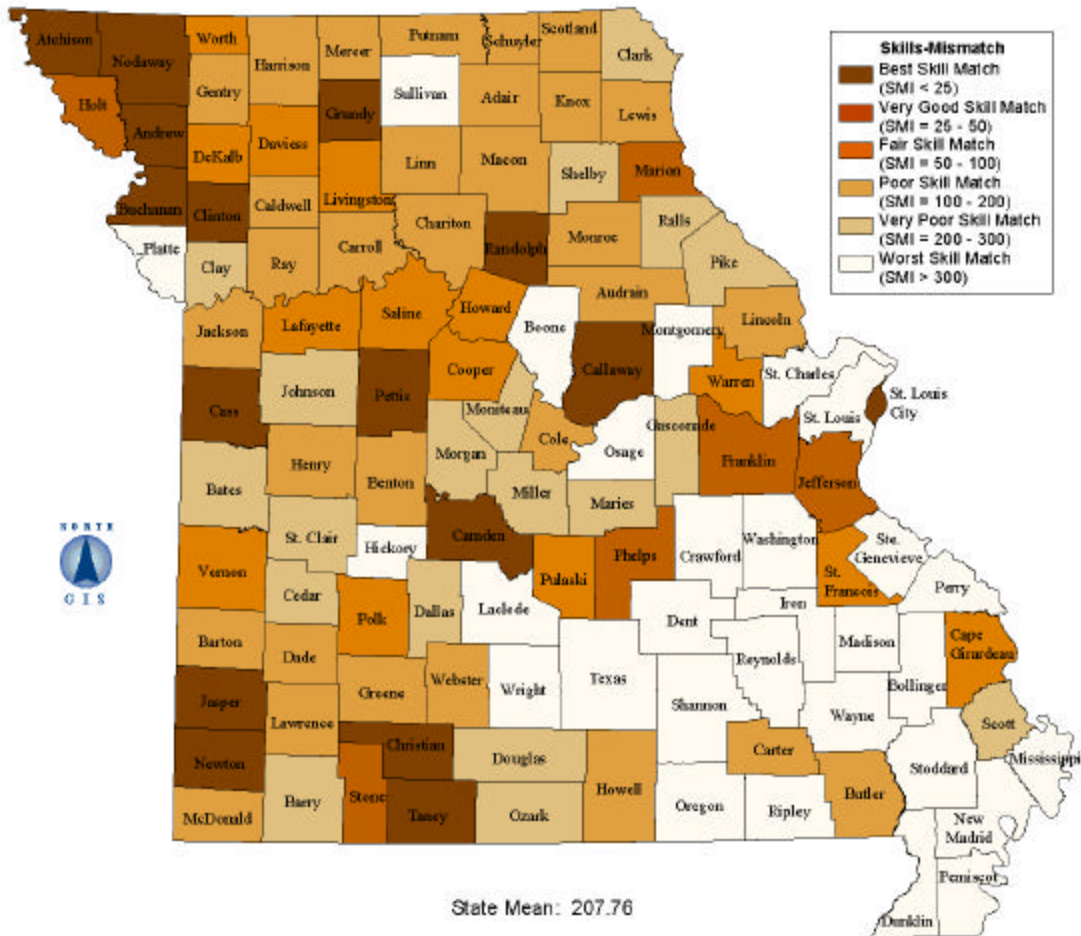 Skills-Mismatch
Best Skill Match
(SMI < 25)
Very Good Skill Match
(SMI = 25 - 50)
Fair Skill Match
(SMI = 50 - 100)
Poor Skill Match
(SMI = 100 - 200)
Very Poor Skill Match
(SMI = 200 - 300)
Worst Skill Match
(SMI > 300)
Atchison
Nodaway
Worth
Harrison
Mercer
Putnam
Schuyler
Scotland
Clark
Holt
Gentry
Grundy
Sullivan
Adair
Knox
Lewis
Andrew
DeKalb
Daviess
Linn
Macon
Shelby
Marion
Buchanan
Clinton
Caldwell
Livingston
Chariton
Randolph
Monroe
Ralls
Platte
Clay
Ray
Carroll
Pike
Audrain
Jackson
Lafayette
Saline
Howard
Boone
Montgomery
Lincoln
Cass
Johnson
Pettis
Cooper
Callaway
Warren
St. Charles
St. Louis
City
St. Louis
Moniteau
Cole
Osage
Gasconade
Franklin
Jefferson
Bates
Henry
Benton
Morgan
Miller
Maries
St. Clair
Hickory
Camden
Pulaski
Phelps
Crawford
Washington
Ste.
Genevieve
St.
Francois
Perry
Vernon
Cedar
Polk
Dallas
Laclede
Dent
Iron
Madison
Cape
Girardeau
Barton
Dade
Greene
Webster
Wright
Texas
Reynolds
Bollinger
Jasper
Lawrence
Christian
Douglas
Shannon
Wayne
Scott
Mississippi
Newton
Stone
Taney
Ozark
Howell
Carter
Butler
Stoddard
McDonald
Barry
Oregon
Ripley
New
Madrid
Pemiscot
Dunklin
NORTH
GIS
State Mean: 207.76